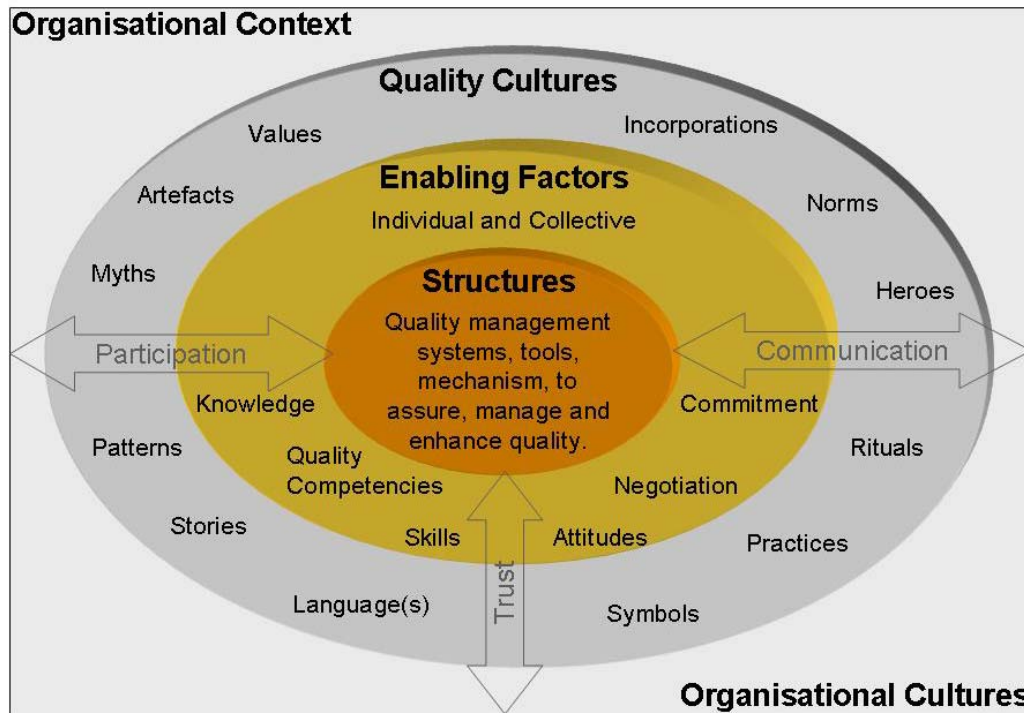 Organisational Context
Quality Cultures
Values
Incorporations
Enabling Factors
Artefacts
Norms
Individual and Collective
Myths
Structures
Heroes
Quality management
systems, tools,
mechanism, to
assure, manage and
enhance quality.
Participation
Communication
Knowledge
Commitment
Patterns
Rituals
Quality
Competencies
Negotiation
Stories
Skills
Attitudes
Practices
Trust
Language(s)
Symbols
Organisational Cultures